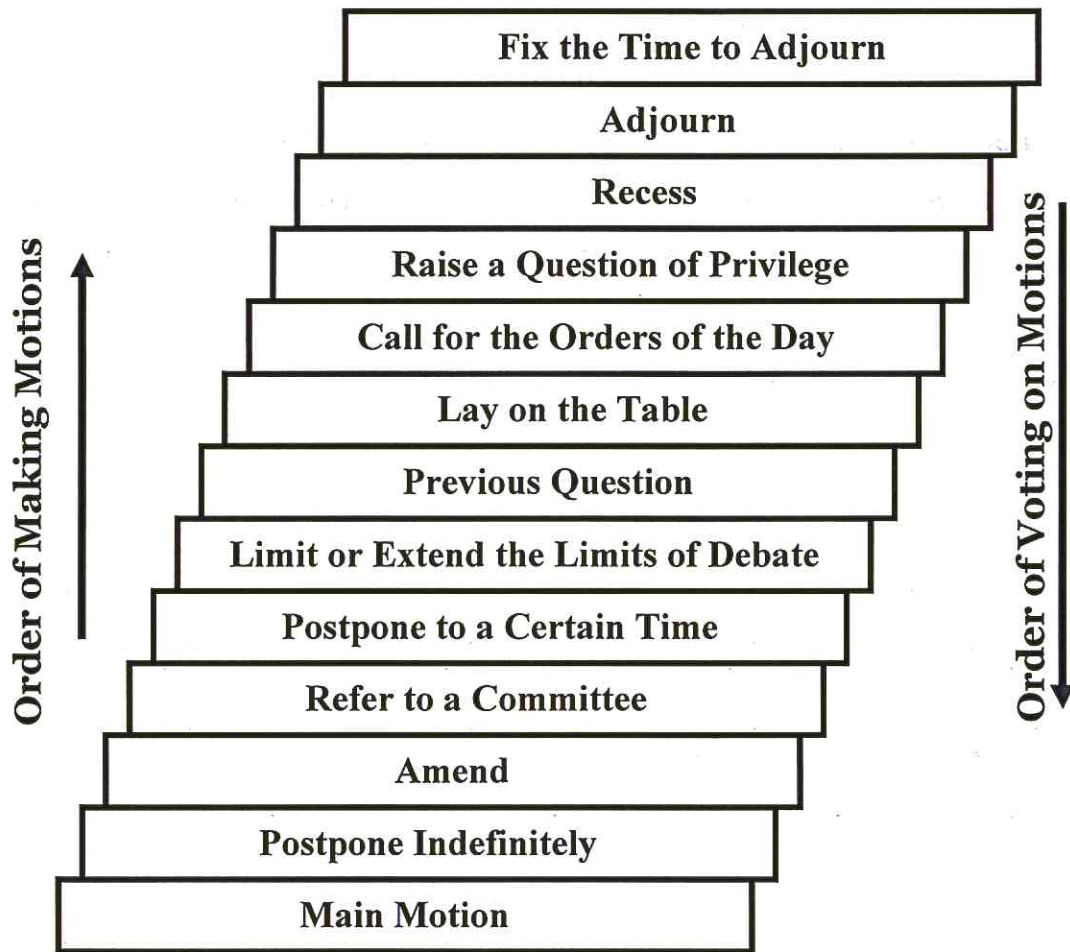 Fix the Time to Adjourn
Adjourn
Recess
Raise a Question of Privilege
Call for the Orders of the Day
Lay on the Table
Previous Question
Limit or Extend the Limits of Debate
Postpone to a Certain Time
Refer to a Committee
Amend
Postpone Indefinitely
Main Motion
Order of Making Motions
Order of Voting on Motions